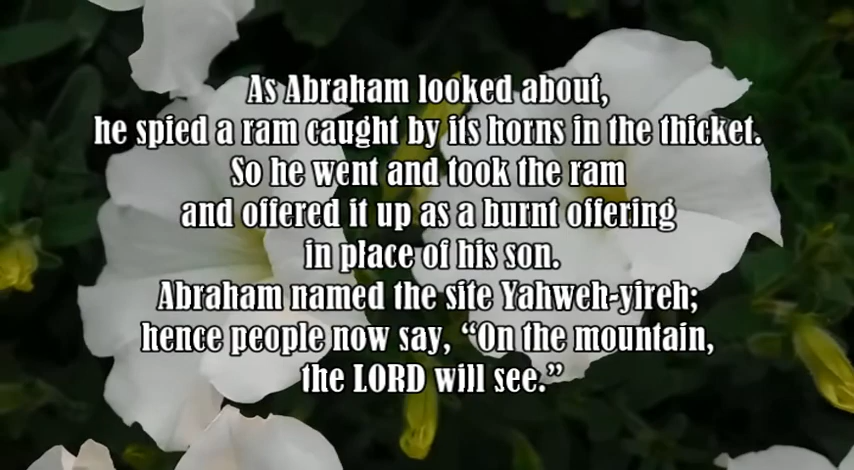 As Abraham looked about,
he spied a ram caught by its horns in the thicket.
So he went and took the ram
and offered it up as a burnt offering
in place of his son.
Abraham named the site Yahweh-yireh;
hence people now say, “On the mountain,
the LORD will see.”